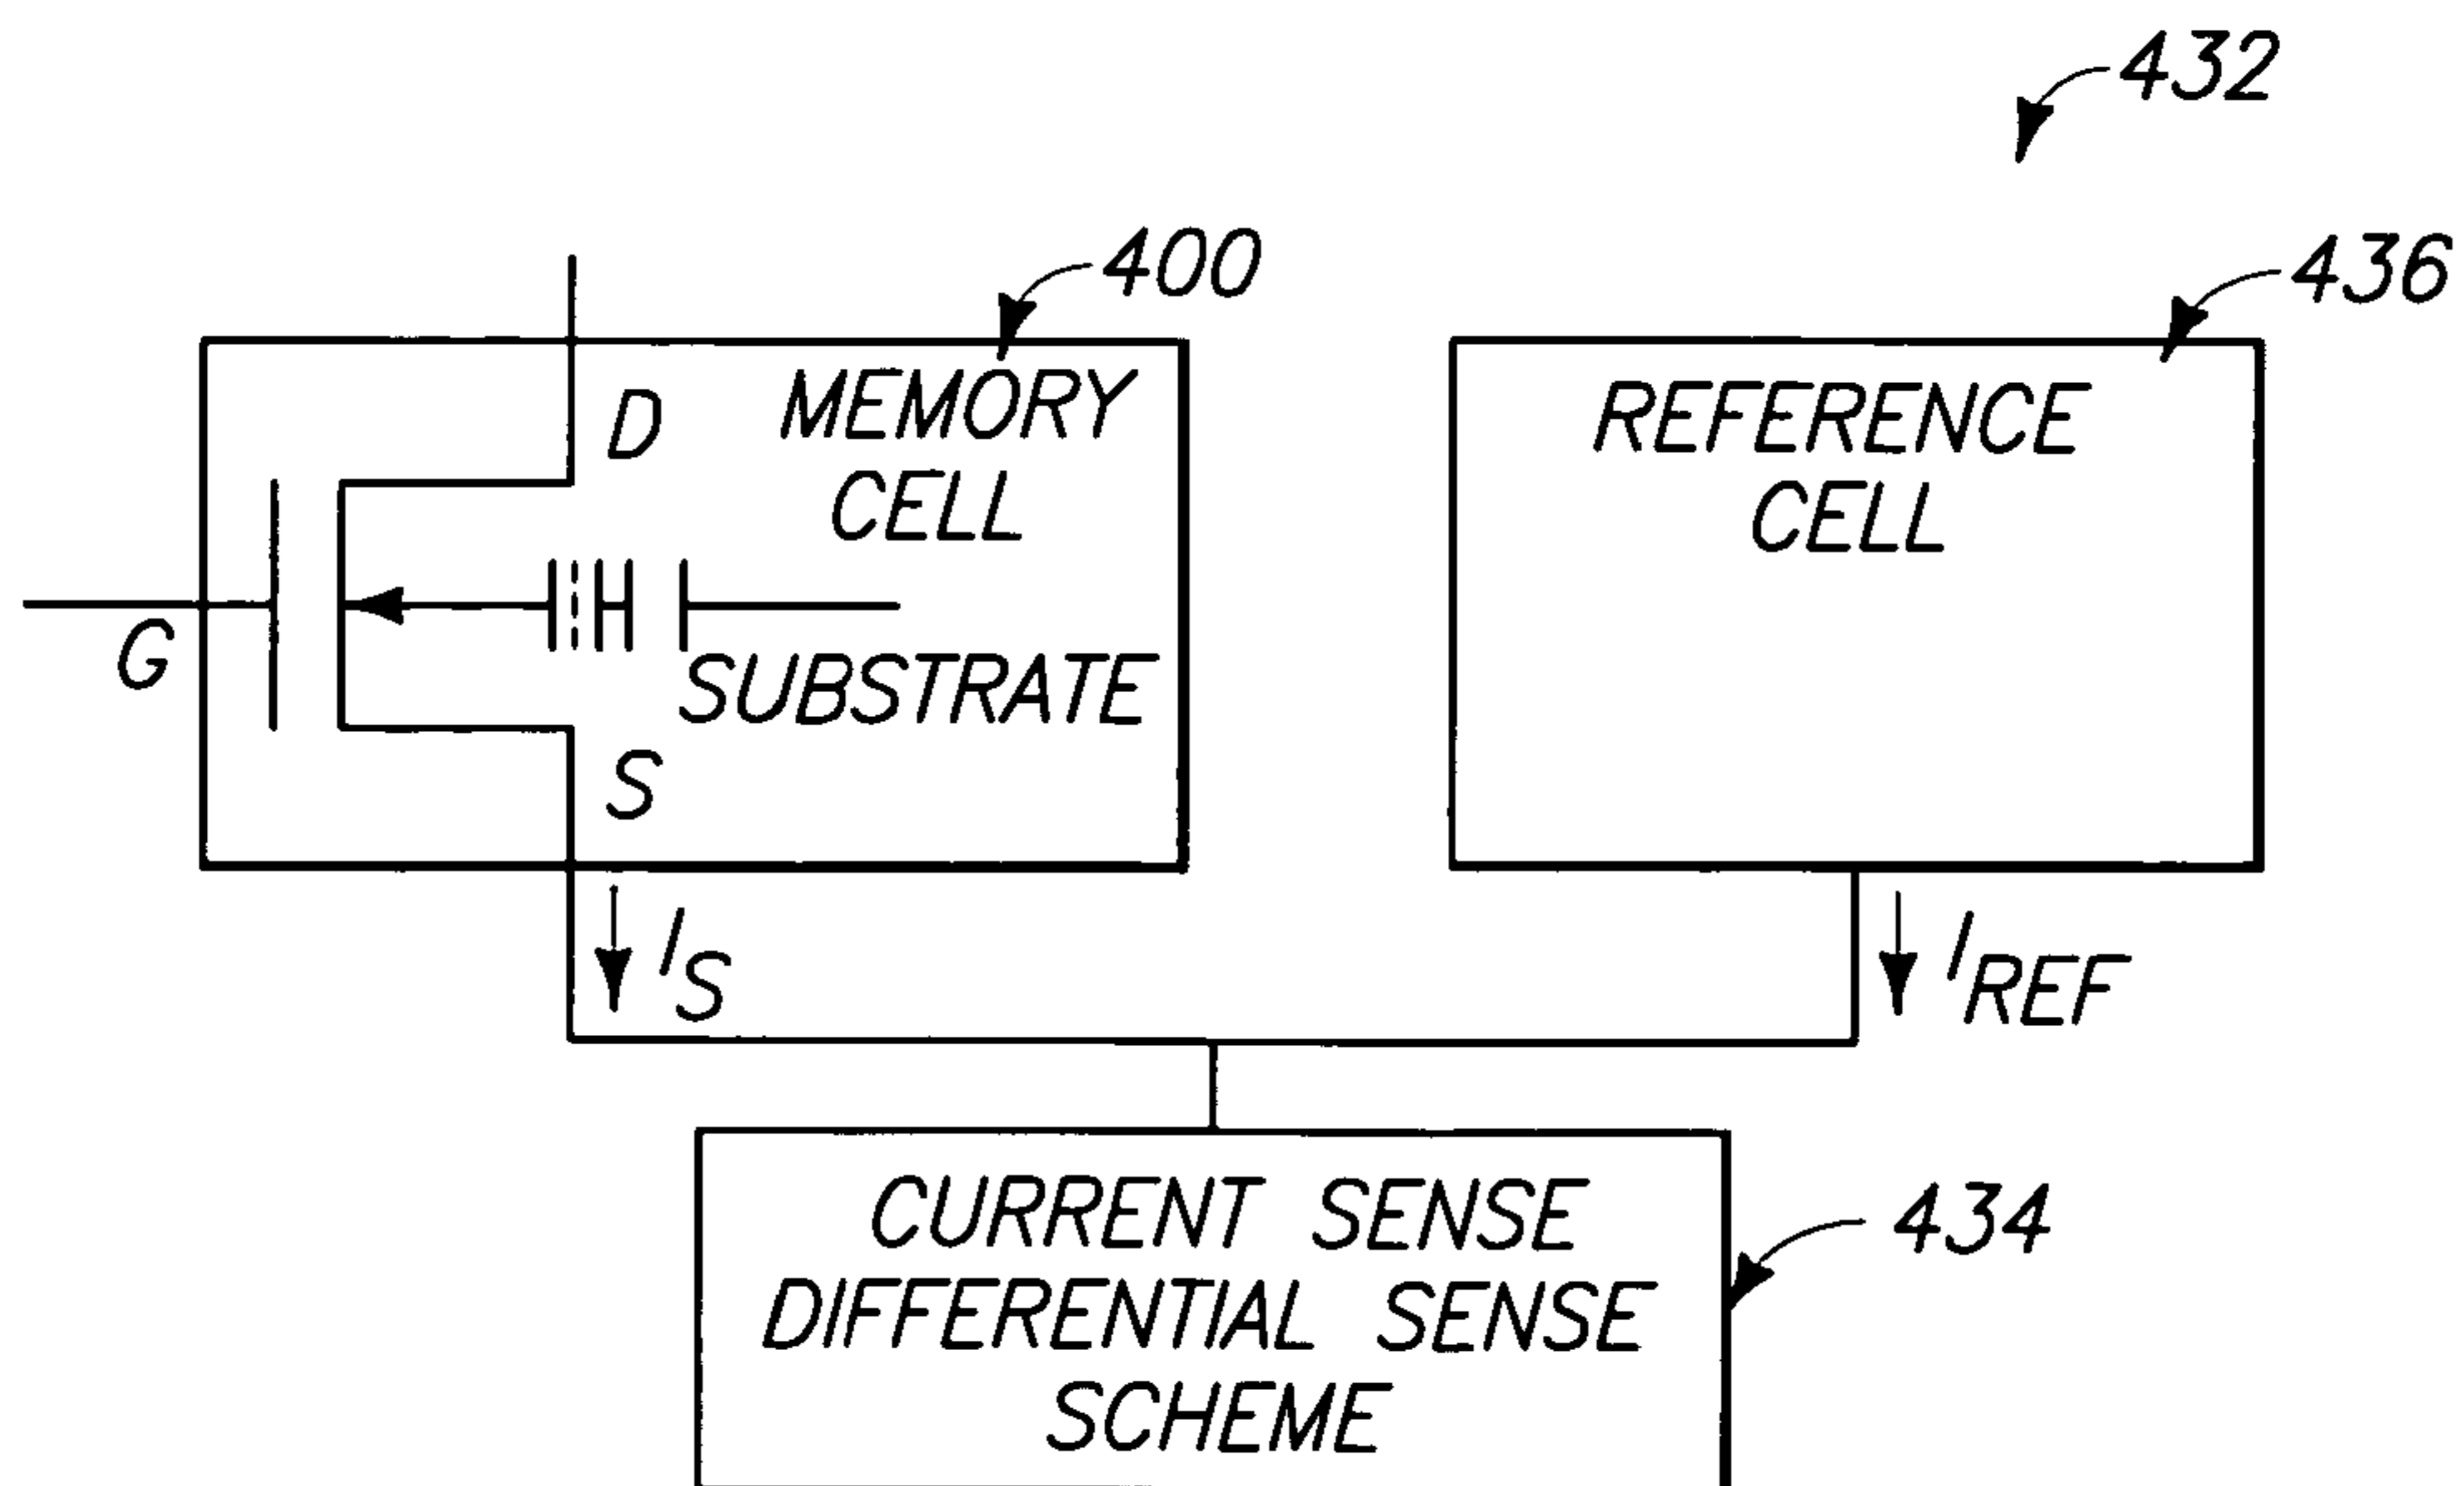 432
400
436
D
MEMORY
CELL
REFERENCE
CELL
G
SUBSTRATE
S
IS
IREF
CURRENT SENSE
DIFFERENTIAL SENSE
SCHEME
434